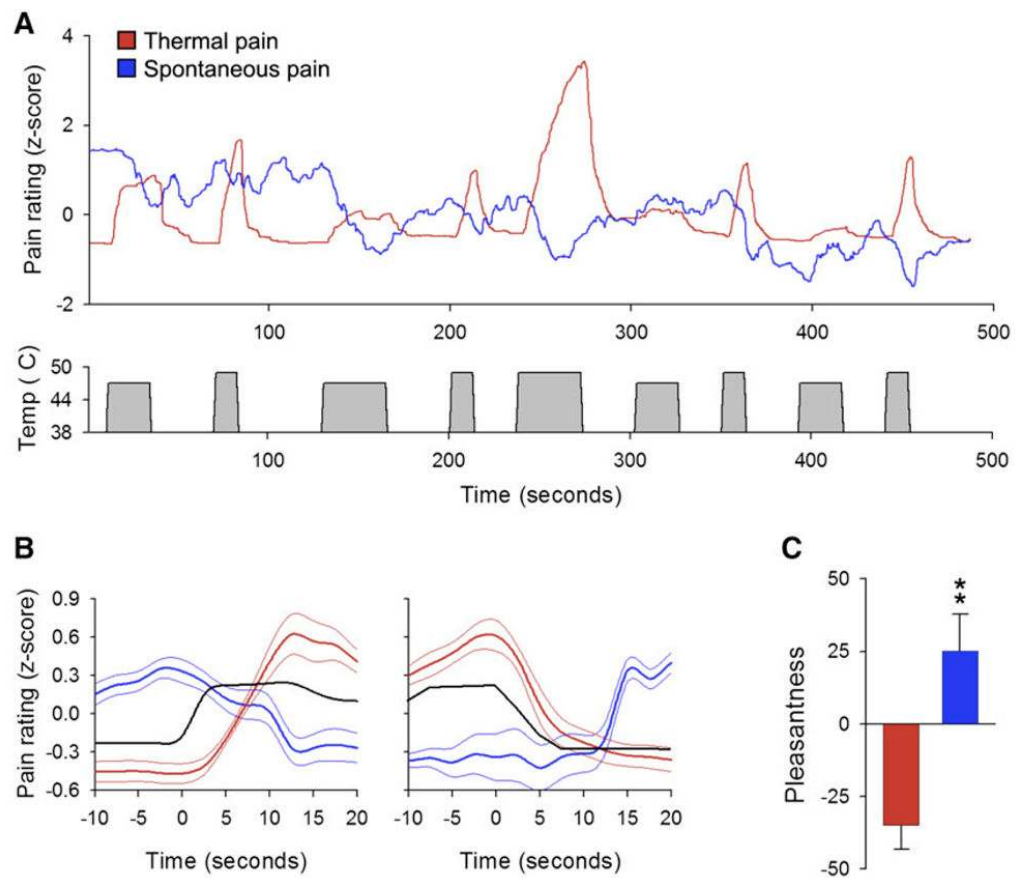 A
4
2
0
-2
Pain rating (z-score)
Thermal pain
Spontaneous pain
100 200 300 400 500
50
44
38
Temp ( C)
100 200 300 400 500
Time (seconds)
B
Pain rating (z-score)
0.9
0.6
0.3
0.0
-0.3
-0.6
-10 -5 0 5 10 15 20
Time (seconds)
-10 -5 0 5 10 15 20
Time (seconds)
C
Pleasantness
50
25
0
-25
-50
**